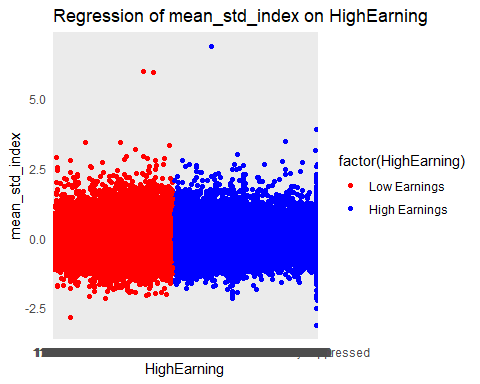 Regression of mean_std_index on HighEarning
5.0
2.5
0.0
-2.5
mean_std_index
HighEarning
factor(HighEarning)
Low Earnings
High Earnings